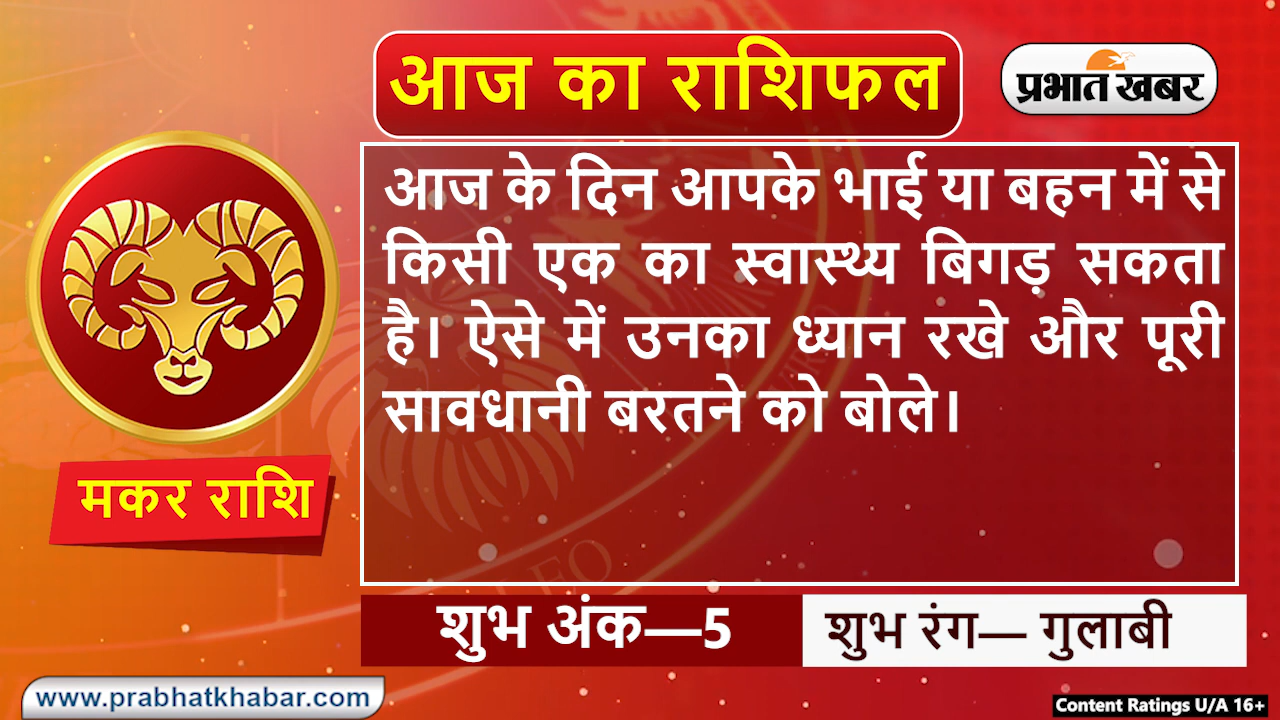 आज का राशिफल
प्रभात खबर
आज के दिन आपके भाई या बहन में से
किसी एक का स्वास्थ्य बिगड़ सकता
है। ऐसे में उनका ध्यान रखे और पूरी
सावधानी बरतने को बोले।
मकर राशि
LEO
शुभ अंक—5
शुभ रंग— गुलाबी
www.prabhatkhabar.com
Content Ratings U/A 16+